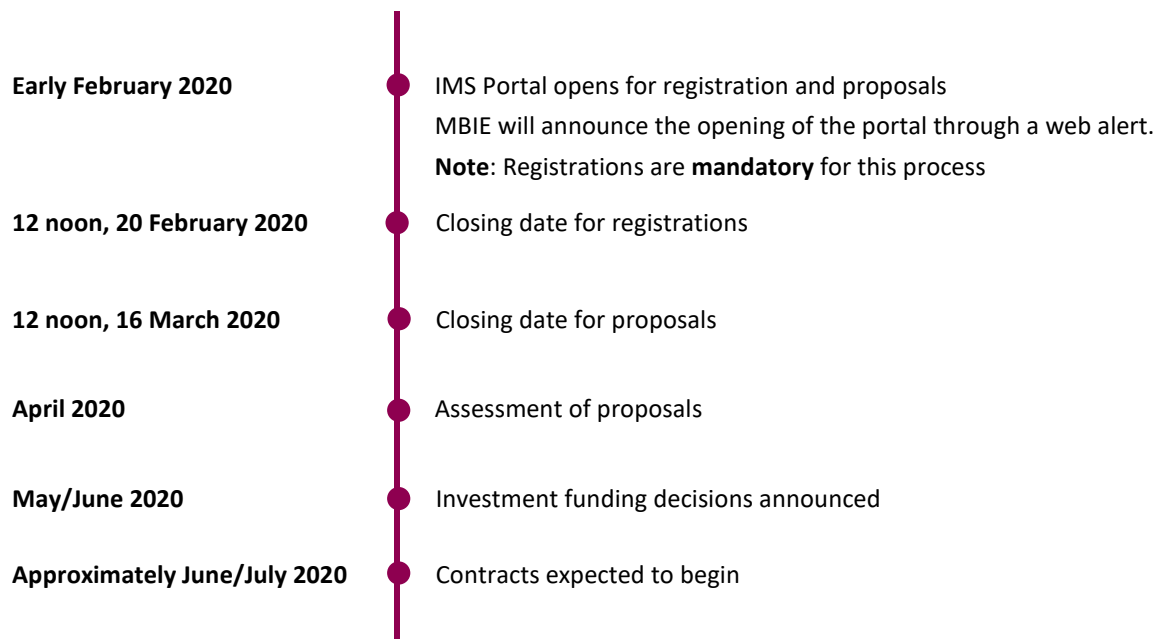 Early February 2020 IMS Portal opens for registration and proposals
MBIE will announce the opening of the portal through a web alert.
Note: Registrations are mandatory for this process
12 noon, 20 February 2020 Closing date for registrations
12 noon, 16 March 2020 Closing date for proposals
April 2020 Assessment of proposals
May/June 2020 Investment funding decisions announced
Approximately June/July 2020 Contracts expected to begin